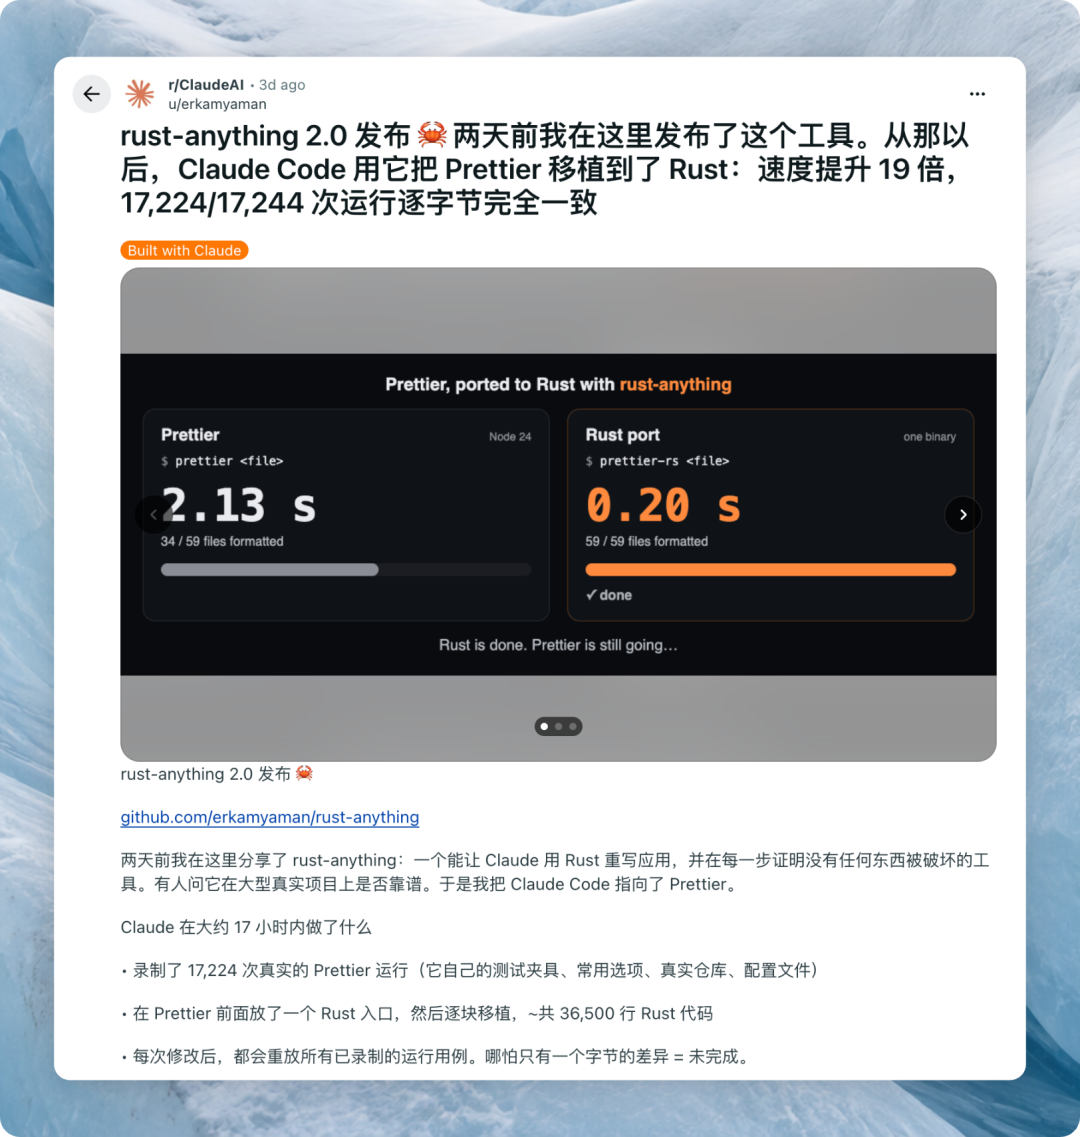 r/ClaudeAI • 3d ago
u/erkamyaman
rust-anything 2.0 发布 🦀 两天前我在这里发布了这个工具。从那以
后，Claude Code 用它把 Prettier 移植到了 Rust：速度提升 19 倍，
17,224/17,244 次运行逐字节完全一致
Built with Claude
Prettier, ported to Rust with rust-anything
Prettier
Node 24
$ prettier <file>
2.13 s
34 / 59 files formatted
Rust port
one binary
$ prettier-rs <file>
0.20 s
59 / 59 files formatted
✓ done
Rust is done. Prettier is still going…
rust-anything 2.0 发布 🦀
github.com/erkamyaman/rust-anything
两天前我在这里分享了 rust-anything：一个能让 Claude 用 Rust 重写应用，并在每一步证明没有任何东西被破坏的工
具。有人问它在大型真实项目上是否靠谱。于是我把 Claude Code 指向了 Prettier。
Claude 在大约 17 小时内做了什么
• 录制了 17,224 次真实的 Prettier 运行（它自己的测试夹具、常用选项、真实仓库、配置文件）
• 在 Prettier 前面放了一个 Rust 入口，然后逐块移植，~共 36,500 行 Rust 代码
• 每次修改后，都会重放所有已录制的运行用例。哪怕只有一个字节的差异 = 未完成。